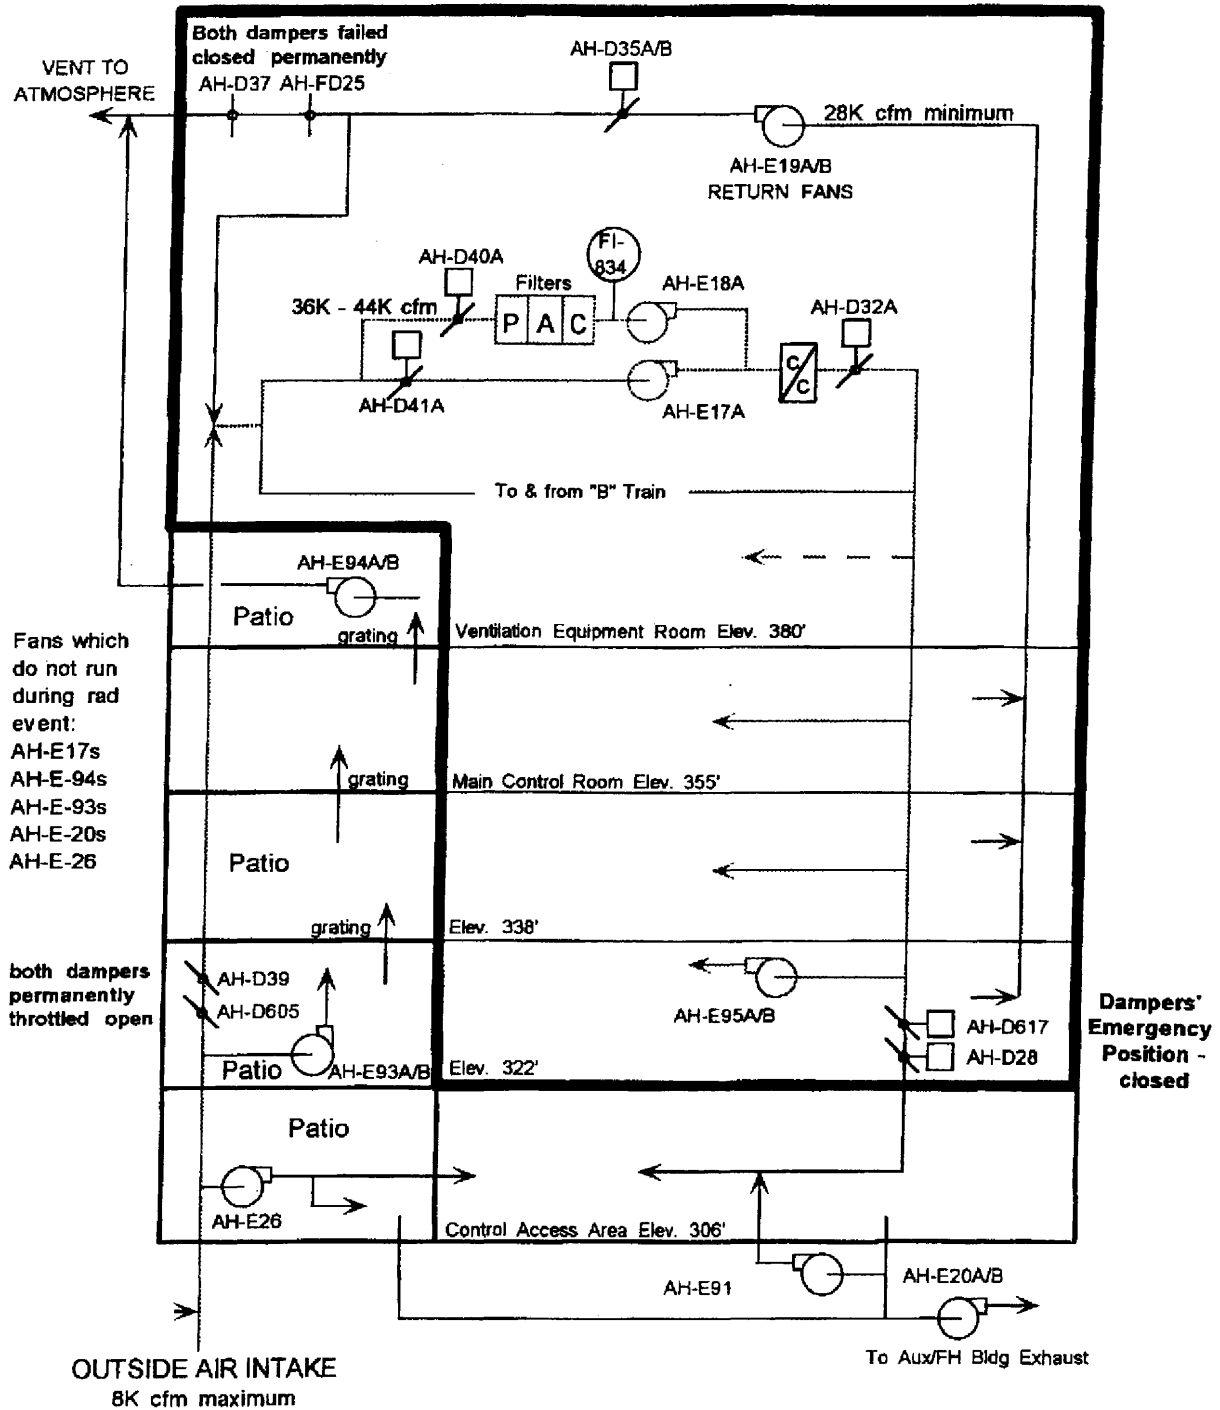 Both dampers failed
closed permanently
AH-D37 AH-FD25
VENT TO
ATMOSPHERE
AH-D35A/B
28K cfm minimum
AH-E19A/B
RETURN FANS
AH-D40A
FI-
834
Filters
AH-E18A
36K - 44K cfm
P A C
AH-D32A
C/C
AH-D41A
AH-E17A
To & from "B" Train
AH-E94A/B
Patio
grating
Ventilation Equipment Room Elev. 380'
Fans which
do not run
during rad
event:
AH-E17s
AH-E-94s
AH-E-93s
AH-E-20s
AH-E-26
grating
Main Control Room Elev. 355'
Patio
grating
Elev. 338'
both dampers
permanently
throttled open
AH-D39
AH-D605
Patio
AH-E93A/B
AH-E95A/B
Elev. 322'
AH-D617
AH-D28
Dampers'
Emergency
Position -
closed
Patio
AH-E26
Control Access Area Elev. 306'
AH-E91
AH-E20A/B
To Aux/FH Bldg Exhaust
OUTSIDE AIR INTAKE
8K cfm maximum